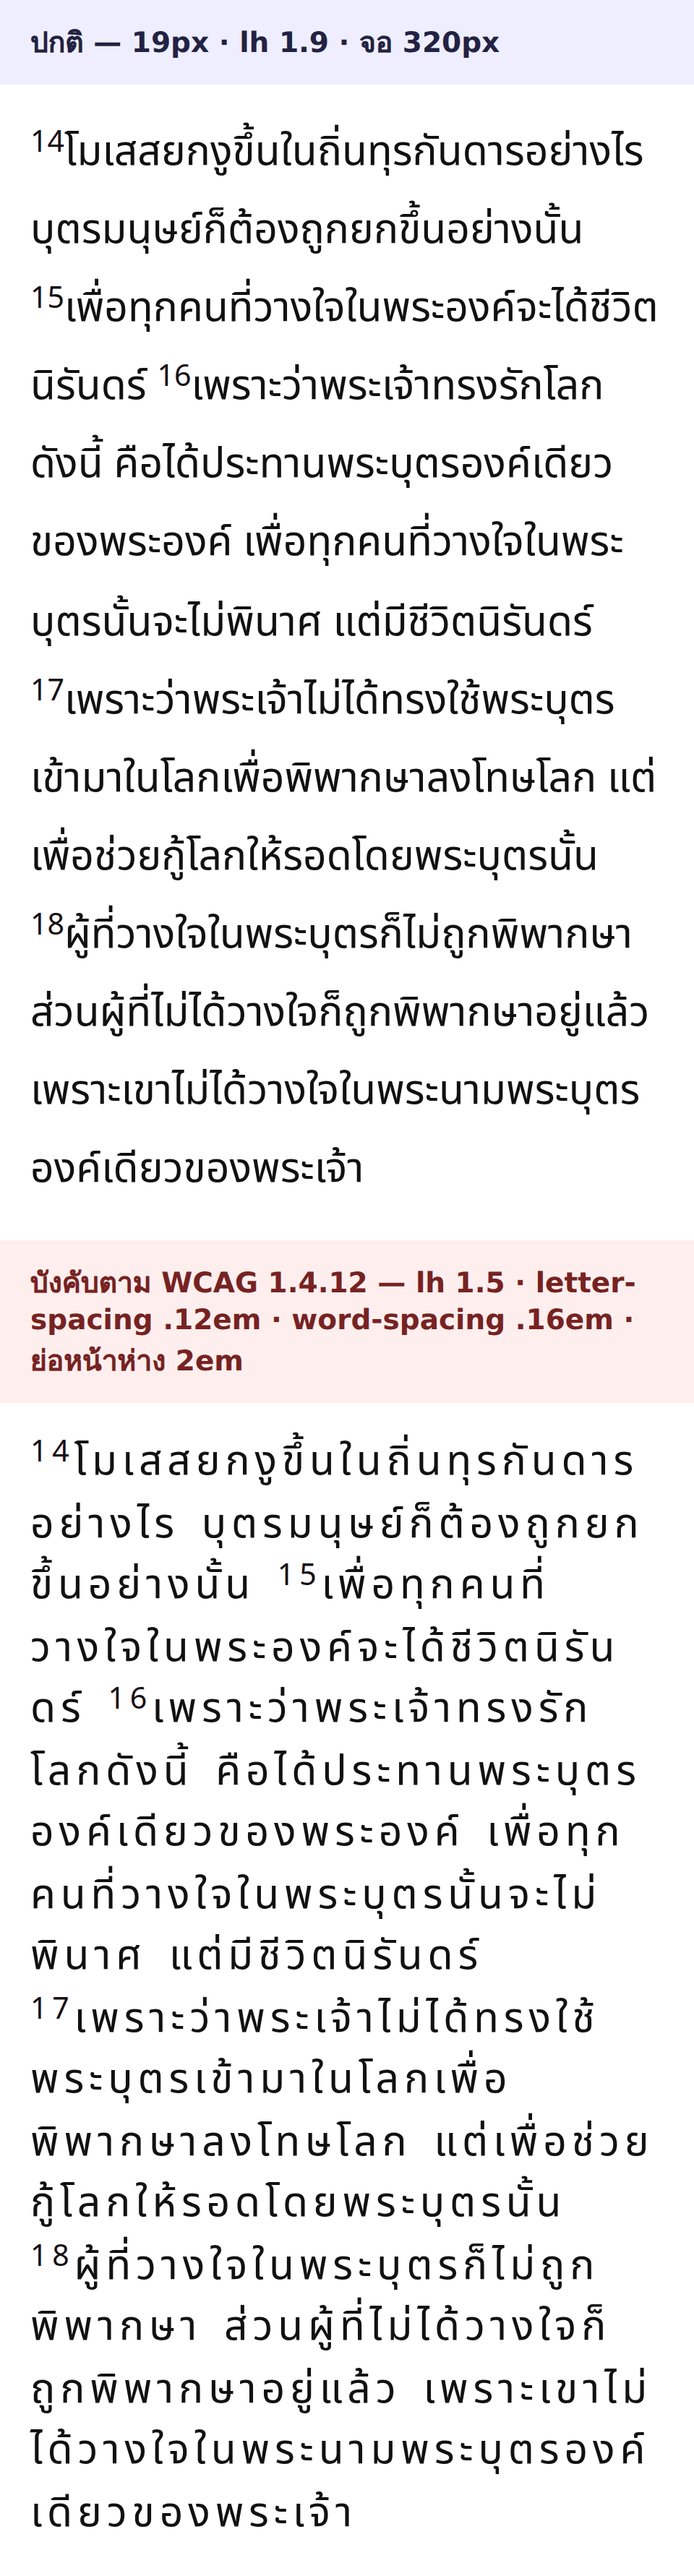 ปกติ — 19px · lh 1.9 · จอ 320px
14โมเสสยกงูขึ้นในถิ่นทุรกันดารอย่างไร
บุตรมนุษย์ก็ต้องถูกยกขึ้นอย่างนั้น
15เพื่อทุกคนที่วางใจในพระองค์จะได้ชีวิต
นิรันดร์ 16เพราะว่าพระเจ้าทรงรักโลก
ดังนี้ คือได้ประทานพระบุตรองค์เดียว
ของพระองค์ เพื่อทุกคนที่วางใจในพระ
บุตรนั้นจะไม่พินาศ แต่มีชีวิตนิรันดร์
17เพราะว่าพระเจ้าไม่ได้ทรงใช้พระบุตร
เข้ามาในโลกเพื่อพิพากษาลงโทษโลก แต่
เพื่อช่วยกู้โลกให้รอดโดยพระบุตรนั้น
18ผู้ที่วางใจในพระบุตรก็ไม่ถูกพิพากษา
ส่วนผู้ที่ไม่ได้วางใจก็ถูกพิพากษาอยู่แล้ว
เพราะเขาไม่ได้วางใจในพระนามพระบุตร
องค์เดียวของพระเจ้า
บังคับตาม WCAG 1.4.12 — lh 1.5 · letter-
spacing .12em · word-spacing .16em ·
ย่อหน้าห่าง 2em
14โมเสสยกงูขึ้นในถิ่นทุรกันดาร
อย่างไร บุตรมนุษย์ก็ต้องถูกยก
ขึ้นอย่างนั้น 15เพื่อทุกคนที่
วางใจในพระองค์จะได้ชีวิตนิรัน
ดร์ 16เพราะว่าพระเจ้าทรงรัก
โลกดังนี้ คือได้ประทานพระบุตร
องค์เดียวของพระองค์ เพื่อทุก
คนที่วางใจในพระบุตรนั้นจะไม่
พินาศ แต่มีชีวิตนิรันดร์
17เพราะว่าพระเจ้าไม่ได้ทรงใช้
พระบุตรเข้ามาในโลกเพื่อ
พิพากษาลงโทษโลก แต่เพื่อช่วย
กู้โลกให้รอดโดยพระบุตรนั้น
18ผู้ที่วางใจในพระบุตรก็ไม่ถูก
พิพากษา ส่วนผู้ที่ไม่ได้วางใจก็
ถูกพิพากษาอยู่แล้ว เพราะเขาไม่
ได้วางใจในพระนามพระบุตรองค์
เดียวของพระเจ้า